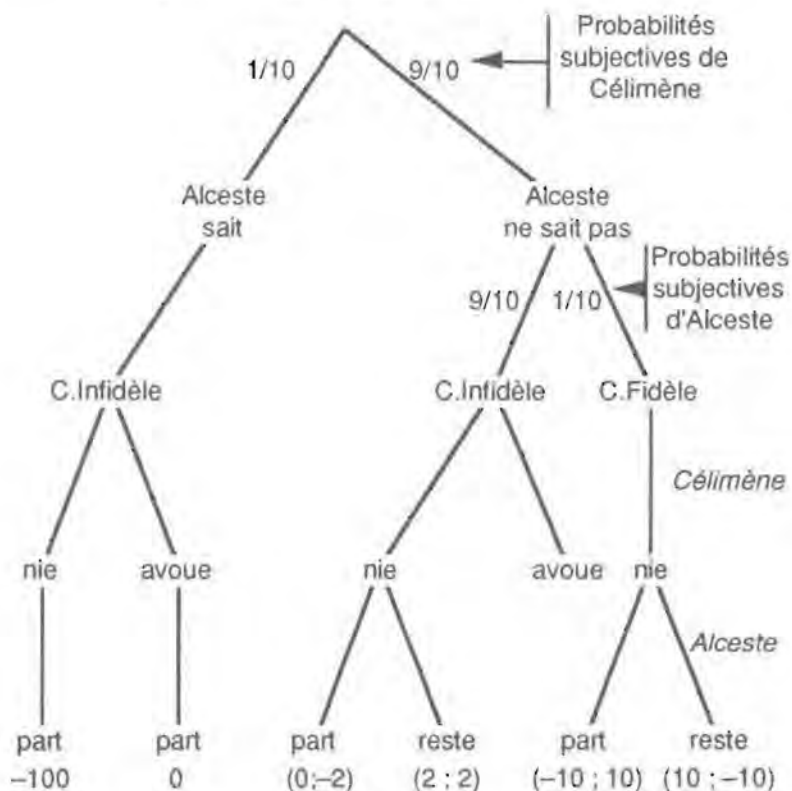 Probabilités
subjectives de
Célimène
1/10
9/10
Alceste
sait
Alceste
ne sait pas
Probabilités
subjectives
d'Alceste
9/10
1/10
C.Infidèle
C.Infidèle
C.Fidèle
Célimène
nie
avoue
nie
avoue
nie
Alceste
part
part
part
reste
part
reste
–100
0
(0;–2)
(2 ; 2)
(–10 ; 10)
(10 ; –10)